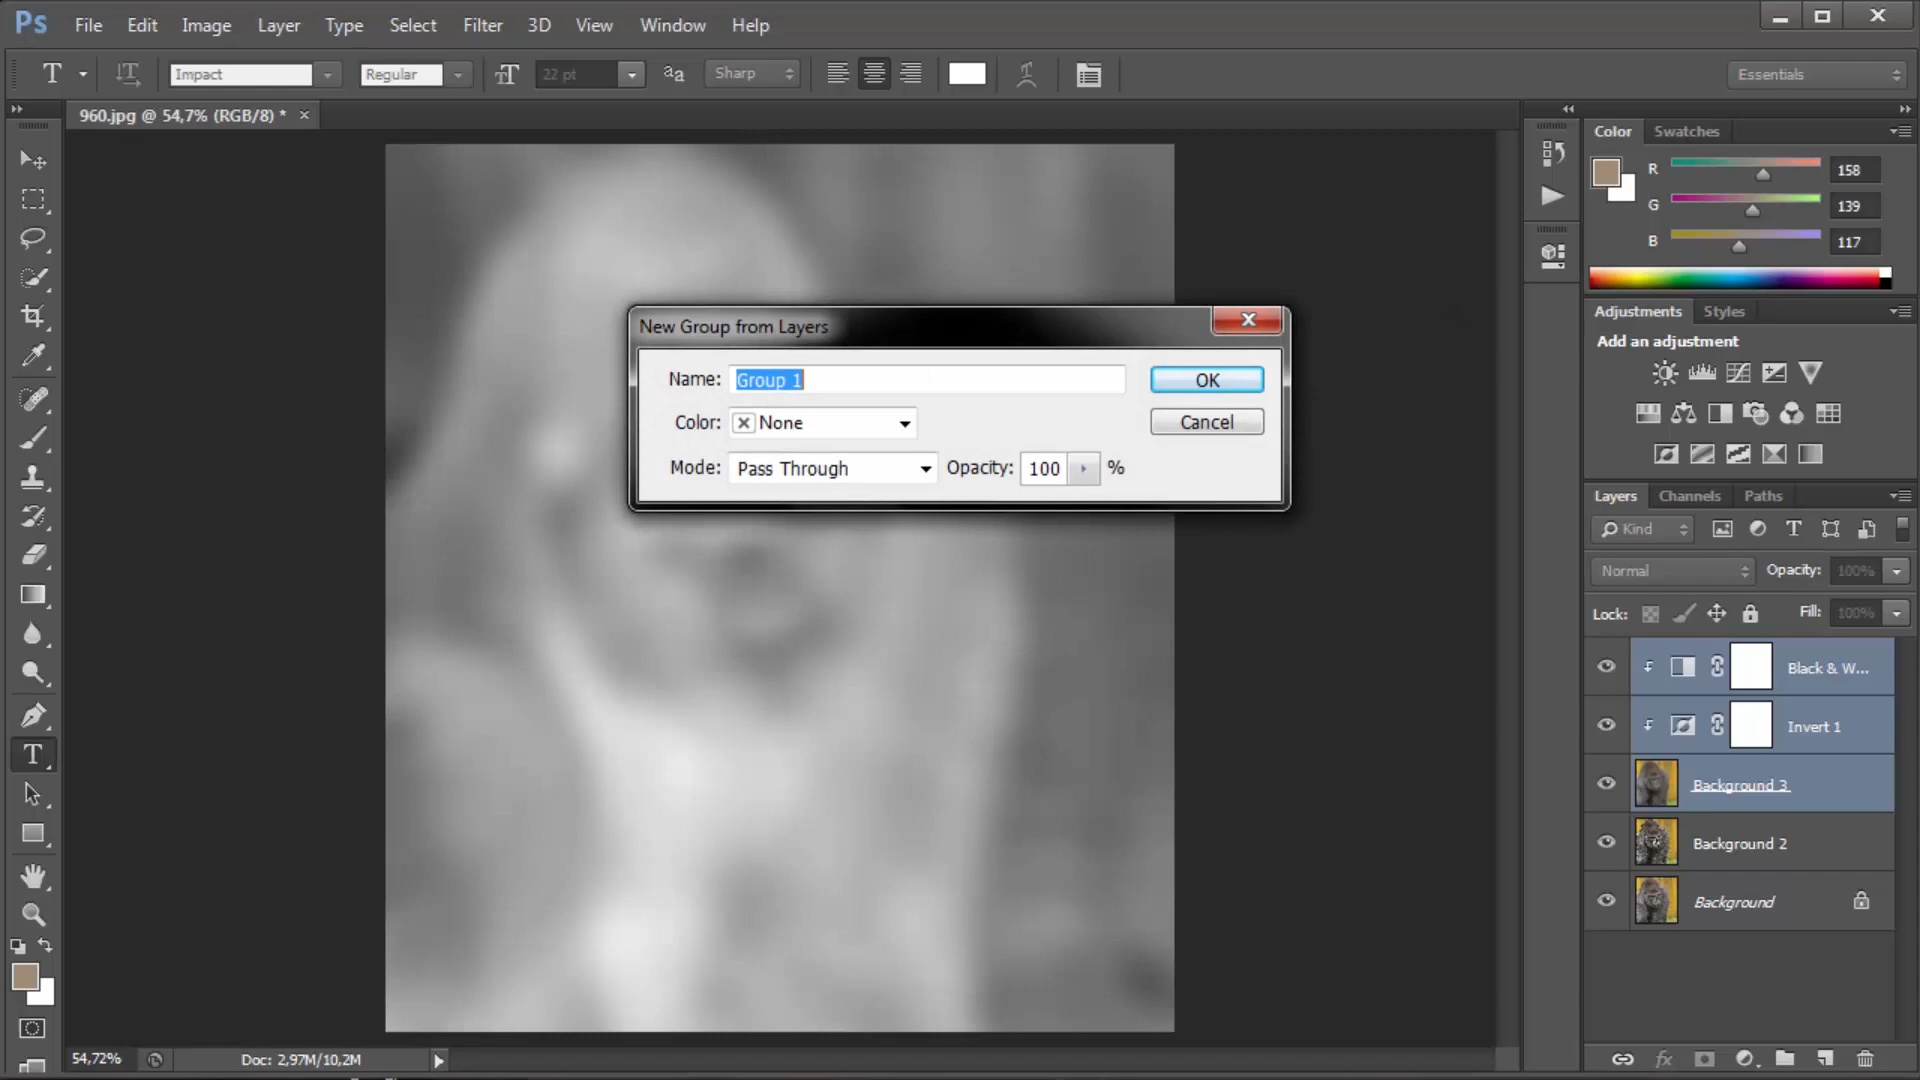 Ps File Edit Image Layer Type Select Filter 3D View Window Help
T Impact Regular 22 pt aa Sharp Essentials
960.jpg @ 54,7% (RGB/8) *
Color Swatches
R 158
G 139
B 117
Adjustments Styles
Add an adjustment
New Group from Layers
Name: Group 1 OK
Color: None Cancel
Mode: Pass Through Opacity: 100 %
Layers Channels Paths
Kind
Normal Opacity: 100%
Lock: Fill: 100%
Black & W...
Invert 1
Background 3
Background 2
Background
54,72% Doc: 2,97M/10,2M
fx